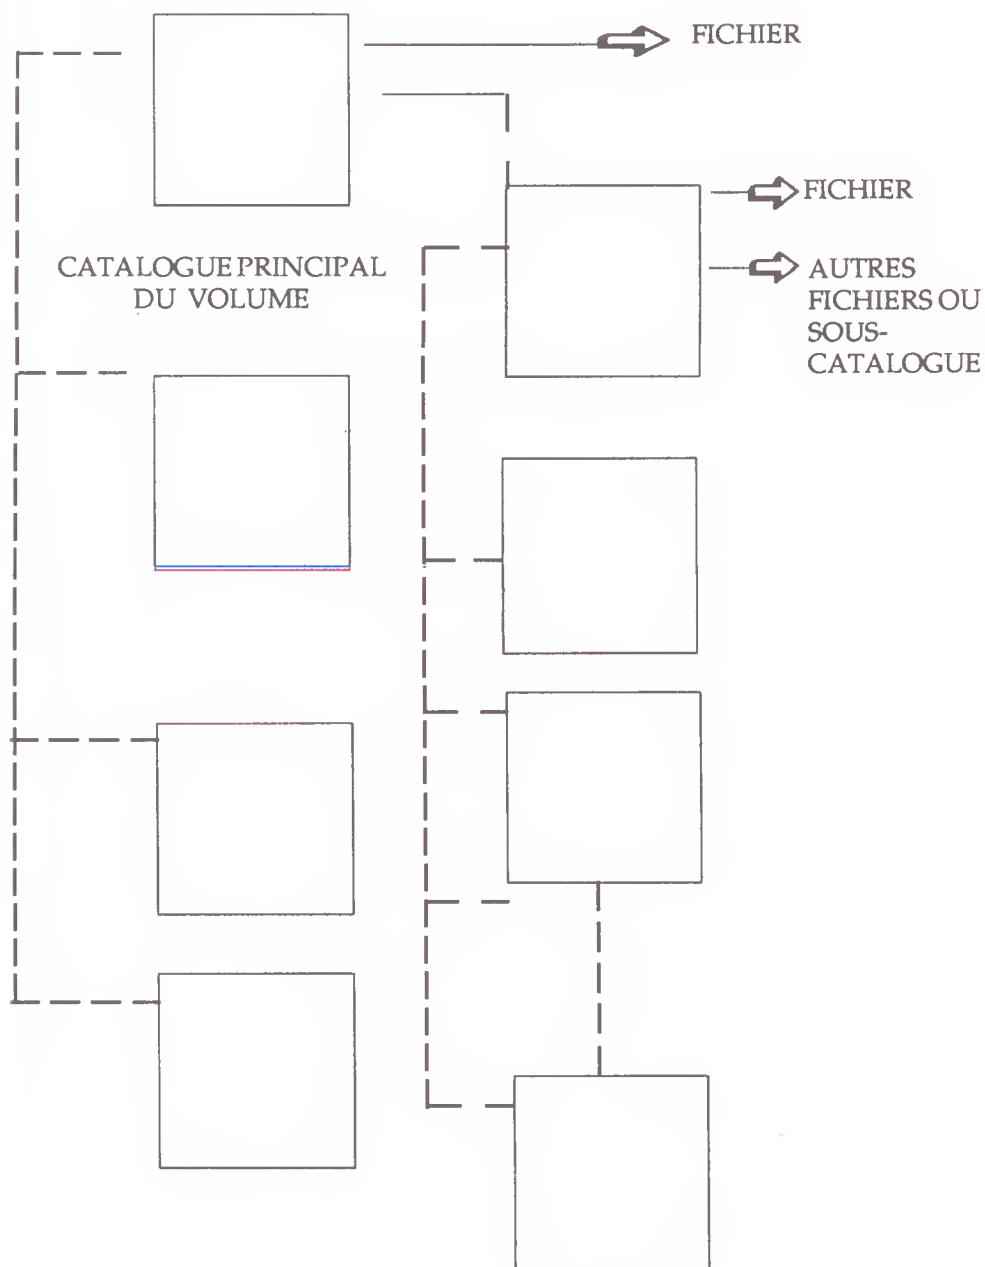 FICHIER
FICHIER
CATALOGUE PRINCIPAL
DU VOLUME
AUTRES
FICHIERS OU
SOUS-
CATALOGUE